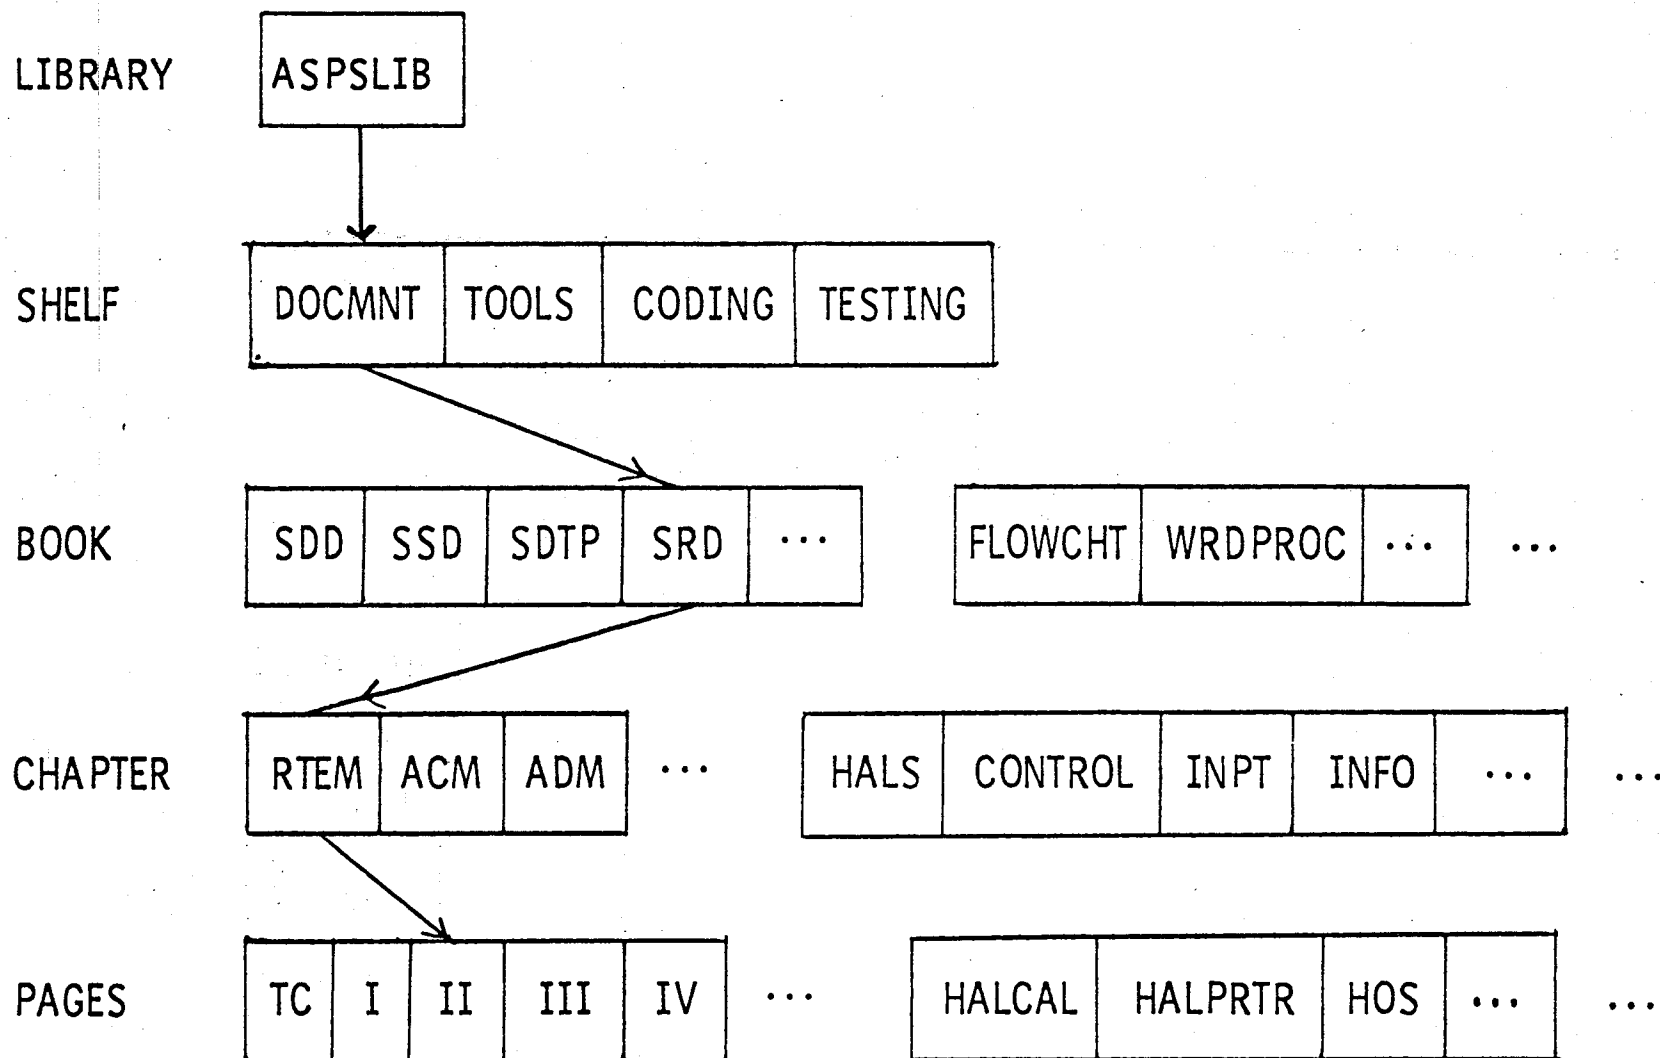 LIBRARY ASPSLIB
SHELF DOCMNT TOOLS CODING TESTING
BOOK SDD SSD SDTP SRD ... FLOWCHT WRDPROC ... ...
CHAPTER RTEM ACM ADM ... HALS CONTROL INPT INFO ... ...
PAGES TC I II III IV ... HALCAL HALPRTR HOS ... ...